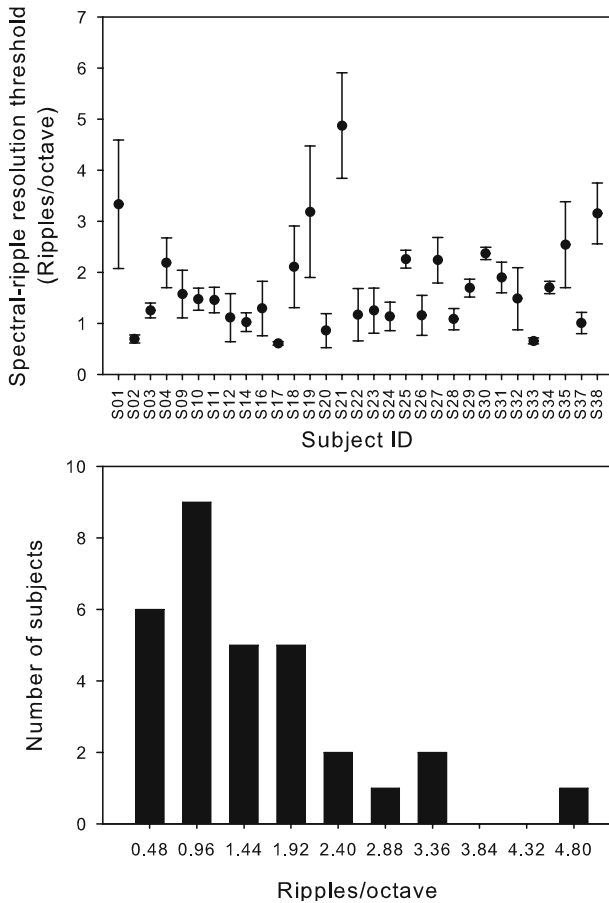 7
6
5
4
3
2
1
0
Spectral-ripple resolution threshold
(Ripples/octave)
S01 S02 S03 S04 S09 S10 S11 S12 S14 S16 S17 S18 S19 S20 S21 S22 S23 S24 S25 S26 S27 S28 S29 S30 S31 S32 S33 S34 S35 S37 S38
Subject ID
10
8
6
4
2
0
Number of subjects
0.48 0.96 1.44 1.92 2.40 2.88 3.36 3.84 4.32 4.80
Ripples/octave